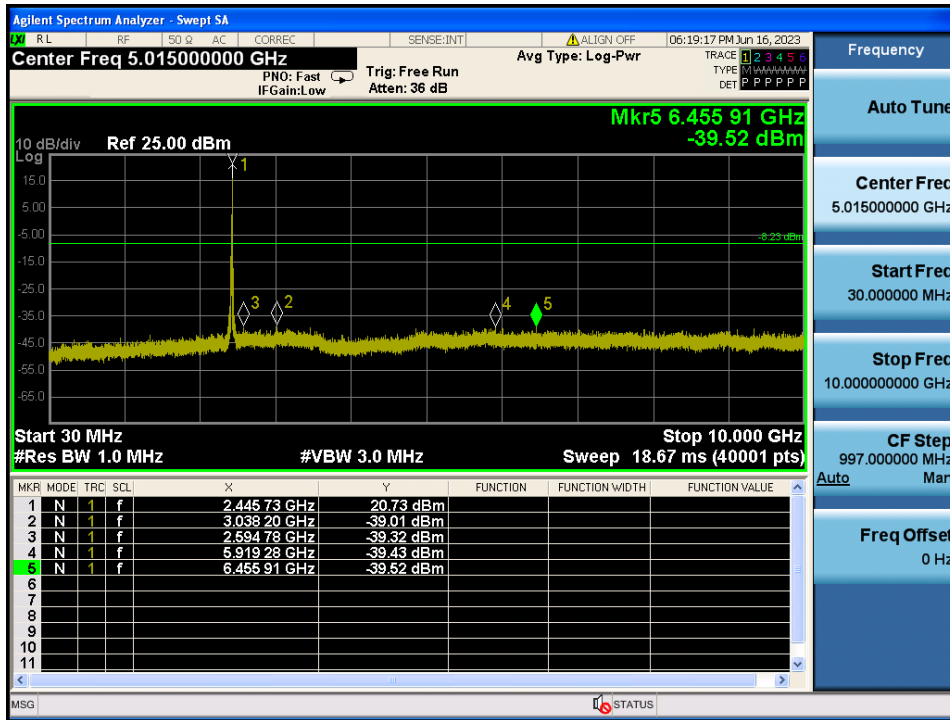 Agilent Spectrum Analyzer - Swept SA
LXI RL RF 50 Ω AC CORREC SENSE:INT ALIGN OFF 06:19:17 PM Jun 16, 2023
Center Freq 5.015000000 GHz
PNO: Fast
IFGain:Low
Trig: Free Run
Atten: 36 dB
Avg Type: Log-Pwr
TRACE 1 2 3 4 5 6
TYPE M
DET P P P P P P
Mkr5 6.455 91 GHz
-39.52 dBm
10 dB/div Ref 25.00 dBm
Log
15.0
5.00
-5.00
-15.0
-25.0
-35.0
-45.0
-55.0
-65.0
-8.23 dBm
1
3
2
4
5
Start 30 MHz Stop 10.000 GHz
#Res BW 1.0 MHz #VBW 3.0 MHz Sweep 18.67 ms (40001 pts)
MKR MODE TRC SCL X Y FUNCTION FUNCTION WIDTH FUNCTION VALUE
1 N 1 f 2.445 73 GHz 20.73 dBm
2 N 1 f 3.038 20 GHz -39.01 dBm
3 N 1 f 2.594 78 GHz -39.32 dBm
4 N 1 f 5.919 28 GHz -39.43 dBm
5 N 1 f 6.455 91 GHz -39.52 dBm
6
7
8
9
10
11
MSG STATUS
Frequency
Auto Tune
Center Freq
5.015000000 GHz
Start Freq
30.000000 MHz
Stop Freq
10.000000000 GHz
CF Step
997.000000 MHz
Auto Man
Freq Offset
0 Hz